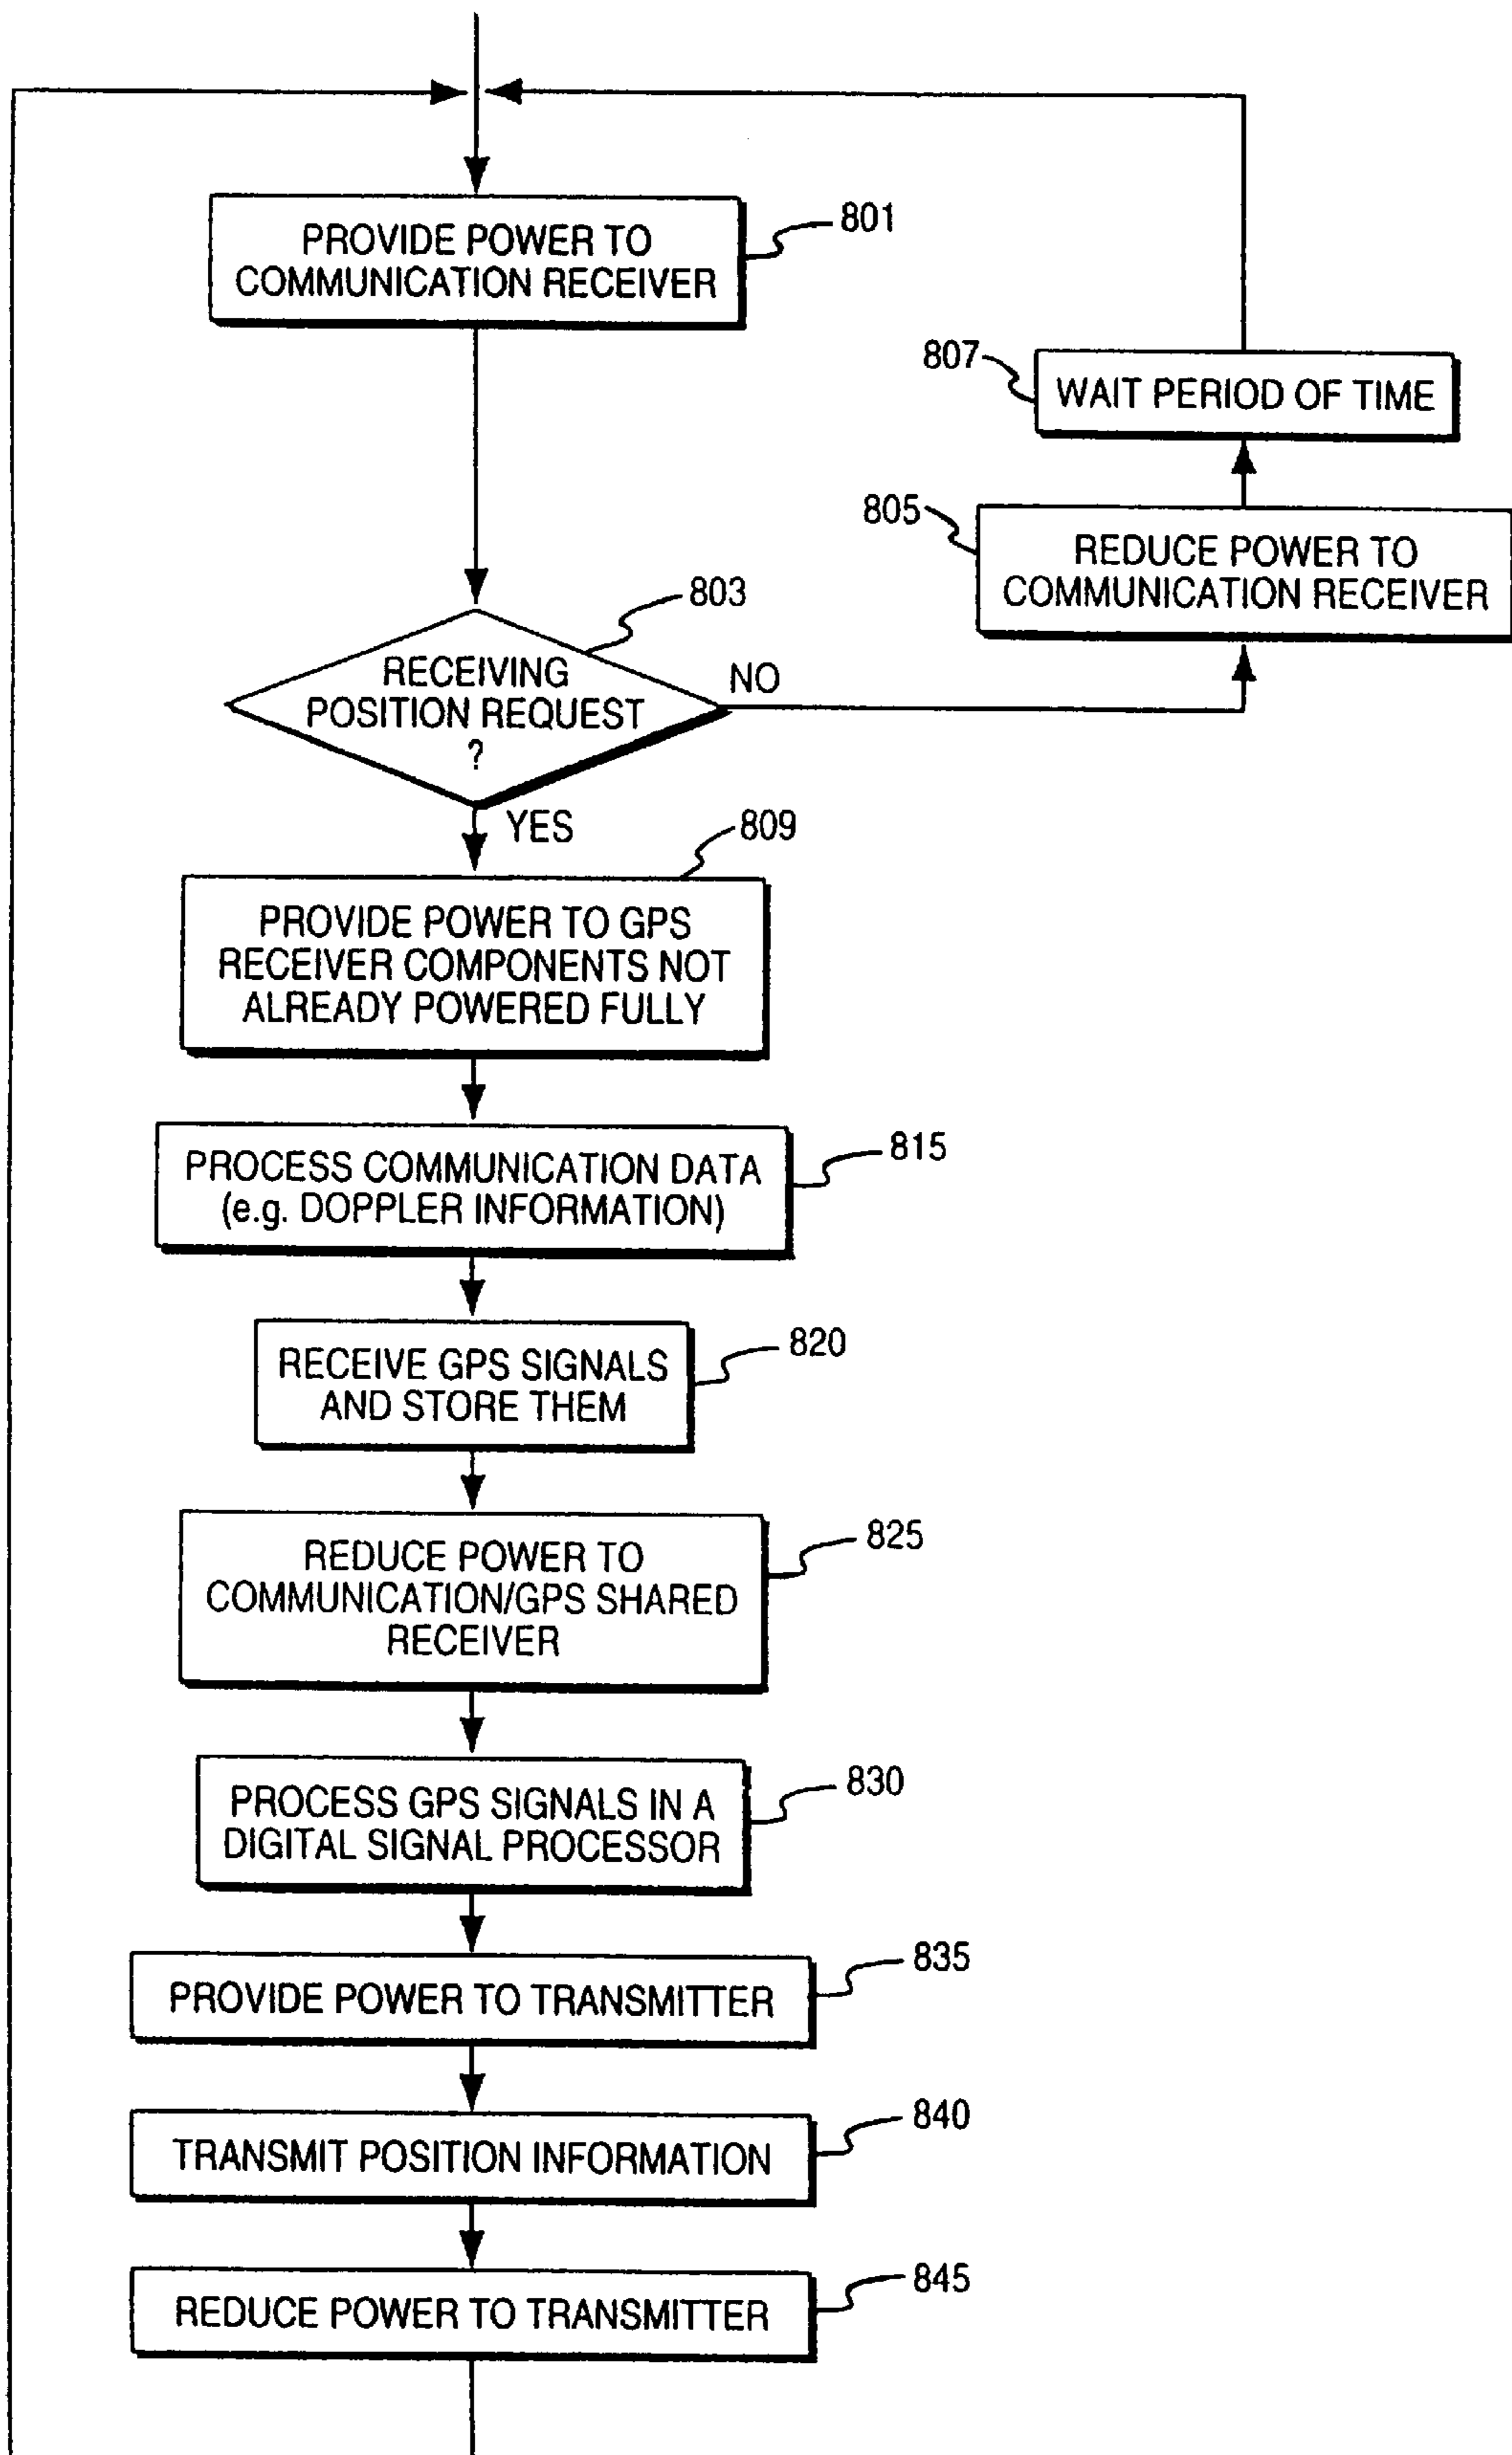 PROVIDE POWER TO
COMMUNICATION RECEIVER
801
807
WAIT PERIOD OF TIME
805
REDUCE POWER TO
COMMUNICATION RECEIVER
803
RECEIVING
POSITION REQUEST
?
NO
YES
809
PROVIDE POWER TO GPS
RECEIVER COMPONENTS NOT
ALREADY POWERED FULLY
815
PROCESS COMMUNICATION DATA
(e.g. DOPPLER INFORMATION)
820
RECEIVE GPS SIGNALS
AND STORE THEM
825
REDUCE POWER TO
COMMUNICATION/GPS SHARED
RECEIVER
830
PROCESS GPS SIGNALS IN A
DIGITAL SIGNAL PROCESSOR
835
PROVIDE POWER TO TRANSMITTER
840
TRANSMIT POSITION INFORMATION
845
REDUCE POWER TO TRANSMITTER